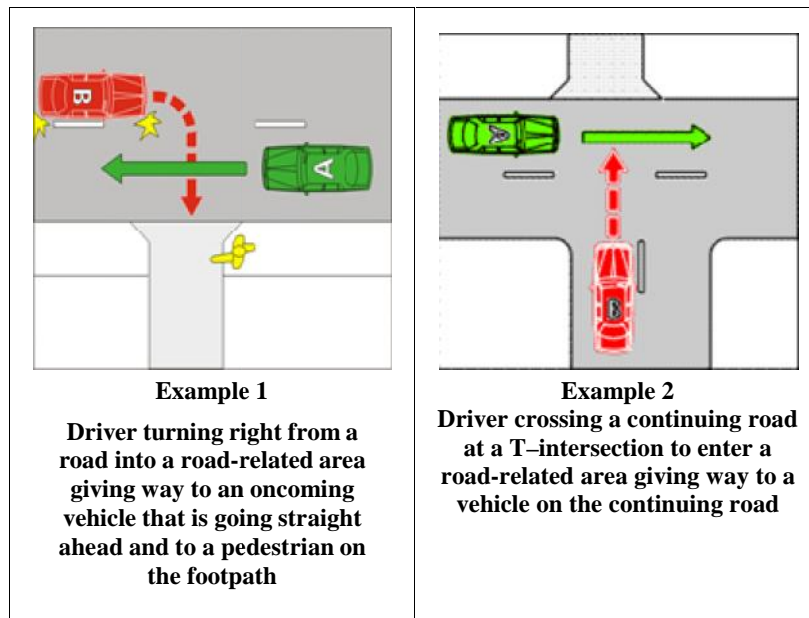 B
A
Example 1
Driver turning right from a
road into a road-related area
giving way to an oncoming
vehicle that is going straight
ahead and to a pedestrian on
the footpath
A
B
Example 2
Driver crossing a continuing road
at a T–intersection to enter a
road-related area giving way to a
vehicle on the continuing road